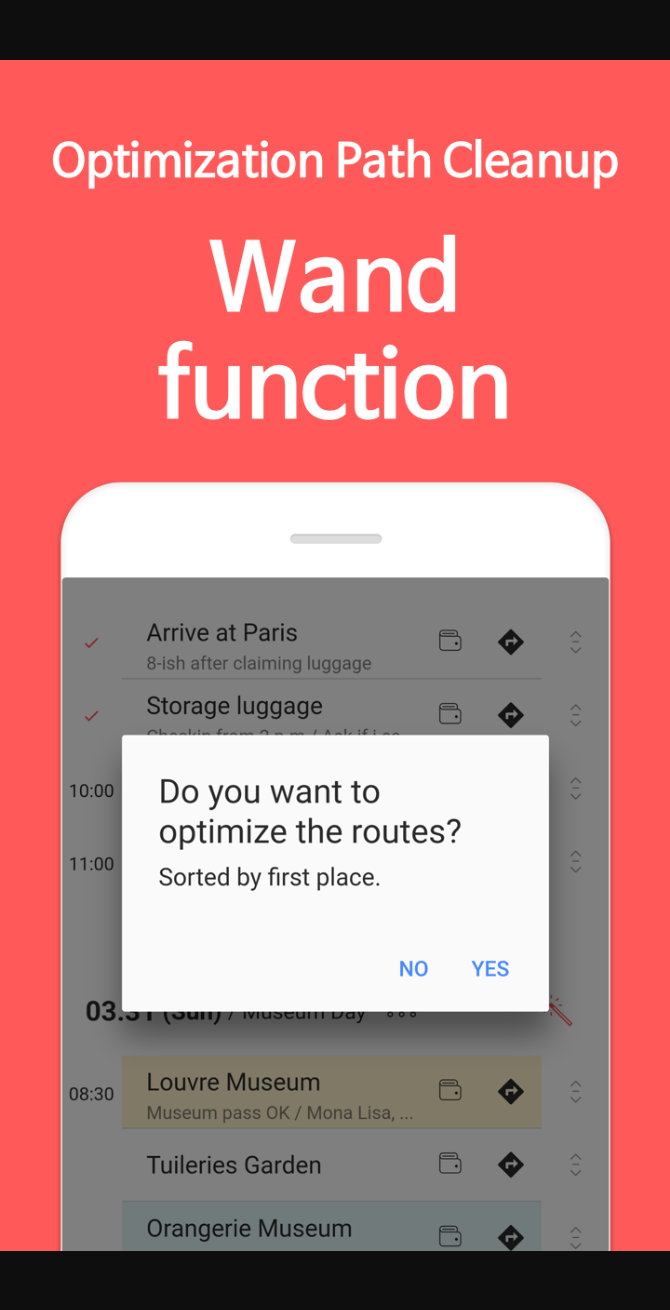 Optimization Path Cleanup
Wand
function
Arrive at Paris
8-ish after claiming luggage
Storage luggage
10:00
11:00
Do you want to
optimize the routes?
Sorted by first place.
NO YES
03.31 (Sun) / Museum Day
08:30
Louvre Museum
Museum pass OK / Mona Lisa, ...
Tuileries Garden
Orangerie Museum